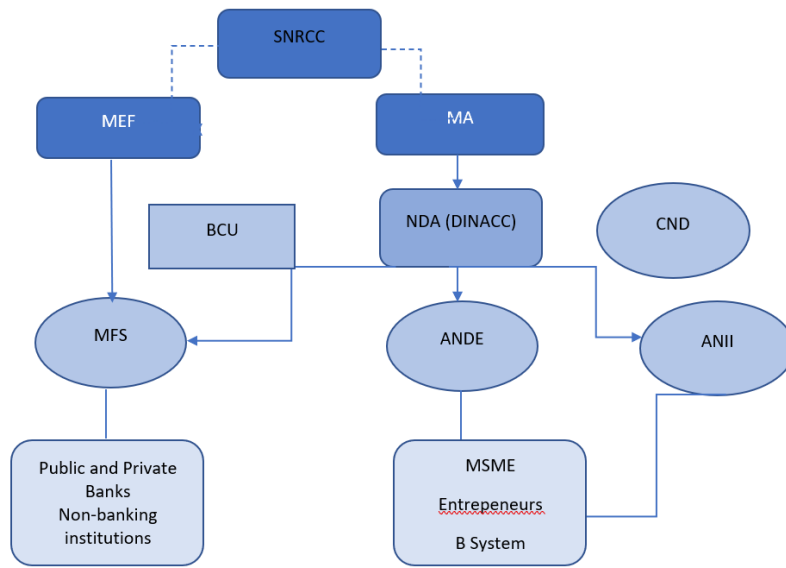 SNRCC
MEF
MA
BCU
NDA (DINACC)
CND
MFS
ANDE
ANII
Public and Private
Banks
Non-banking
institutions
MSME
Entrepeneurs
B System